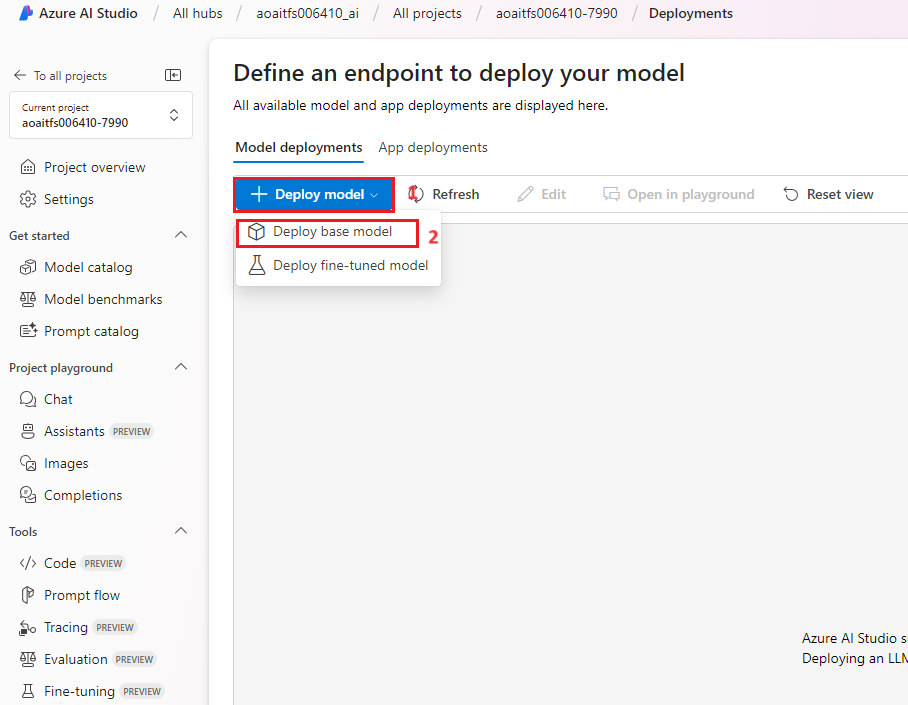 Azure AI Studio / All hubs / aoaitfs006410_ai / All projects / aoaitfs006410-7990 / Deployments
To all projects
Current project
aoaitfs006410-7990
Project overview
Settings
Get started
Model catalog
Model benchmarks
Prompt catalog
Project playground
Chat
Assistants PREVIEW
Images
Completions
Tools
Code PREVIEW
Prompt flow
Tracing PREVIEW
Evaluation PREVIEW
Fine-tuning PREVIEW
Define an endpoint to deploy your model
All available model and app deployments are displayed here.
Model deployments App deployments
Deploy model 1 Refresh Edit Open in playground Reset view
Deploy base model 2
Deploy fine-tuned model
Azure AI Studio s
Deploying an LLM